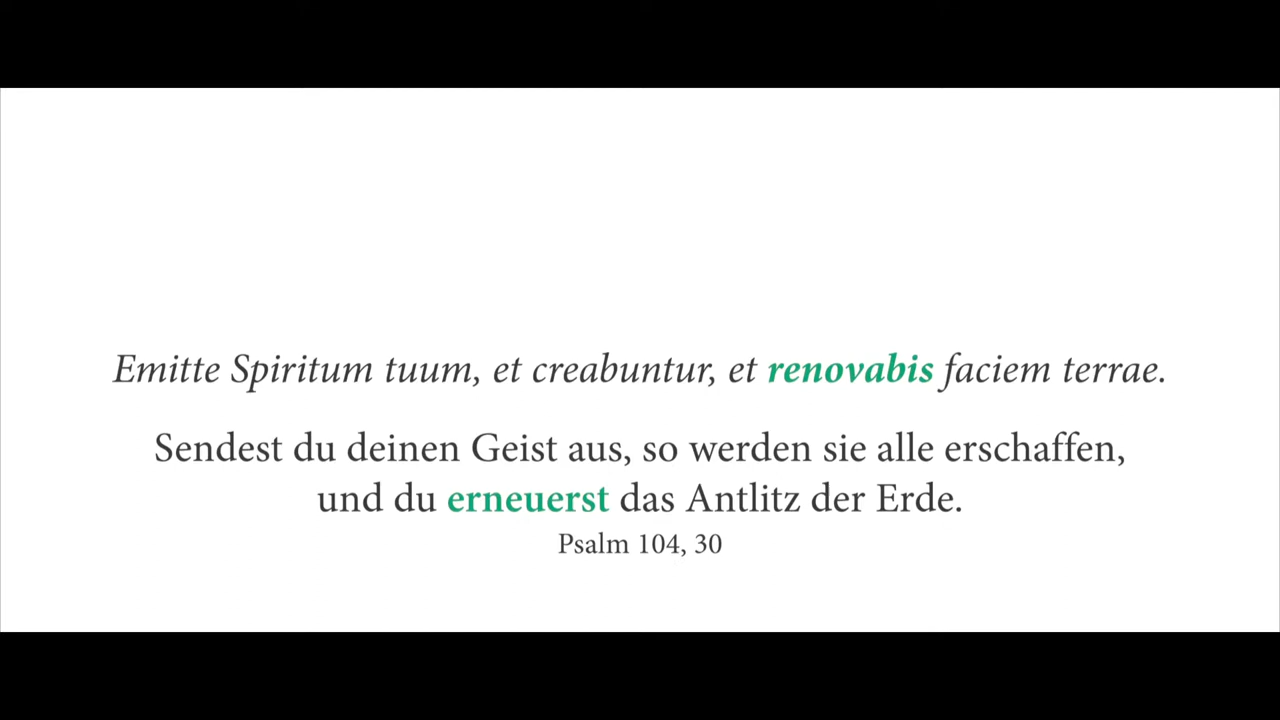 Emitte Spiritum tuum, et creabuntur, et renovabis faciem terrae.
Sendest du deinen Geist aus, so werden sie alle erschaffen,
und du erneuerst das Antlitz der Erde.
Psalm 104, 30